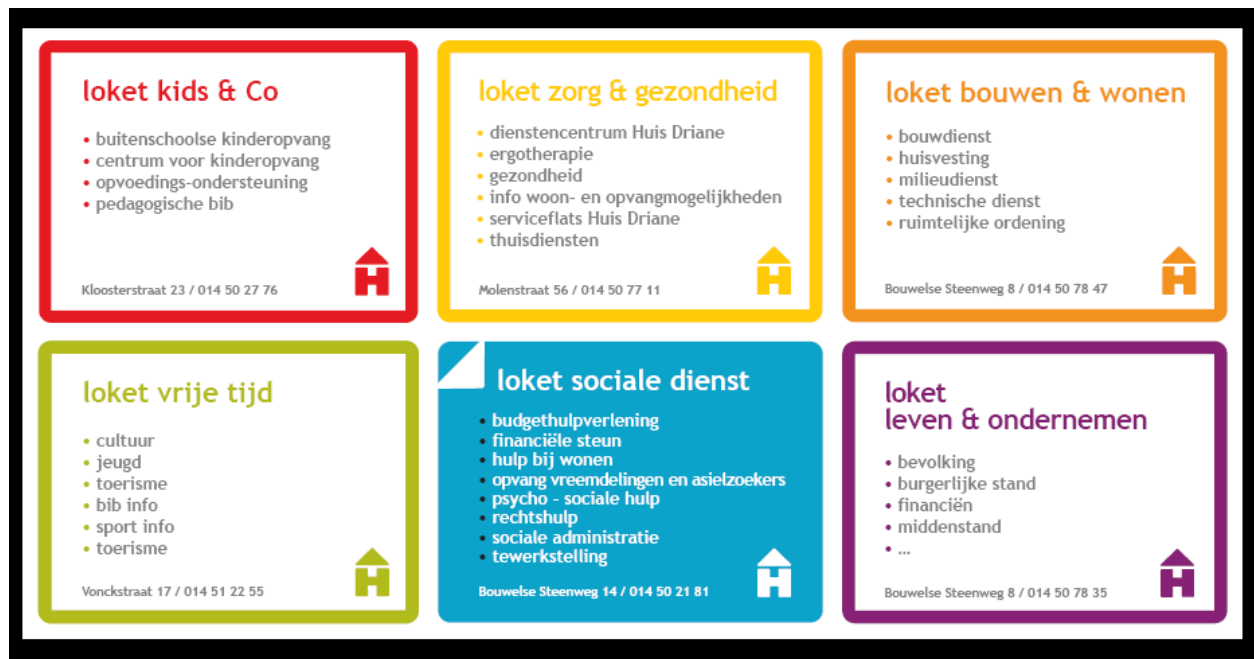 loket kids & Co
• buitenschoolse kinderopvang
• centrum voor kinderopvang
• opvoedings-ondersteuning
• pedagogische bib
Kloosterstraat 23 / 014 50 27 76
H
loket zorg & gezondheid
• dienstencentrum Huis Driane
• ergotherapie
• gezondheid
• info woon- en opvangmogelijkheden
• serviceflats Huis Driane
• thuisdiensten
Molenstraat 56 / 014 50 77 11
H
loket bouwen & wonen
• bouwdienst
• huisvesting
• milieudienst
• technische dienst
• ruimtelijke ordening
Bouwelse Steenweg 8 / 014 50 78 47
H
loket vrije tijd
• cultuur
• jeugd
• toerisme
• bib info
• sport info
• toerisme
Vonckstraat 17 / 014 51 22 55
H
loket sociale dienst
• budgethulpverlening
• financiële steun
• hulp bij wonen
• opvang vreemdelingen en asielzoekers
• psycho - sociale hulp
• rechtshulp
• sociale administratie
• tewerkstelling
Bouwelse Steenweg 14 / 014 50 21 81
H
loket
leven & ondernemen
• bevolking
• burgerlijke stand
• financiën
• middenstand
• ...
Bouwelse Steenweg 8 / 014 50 78 35
H